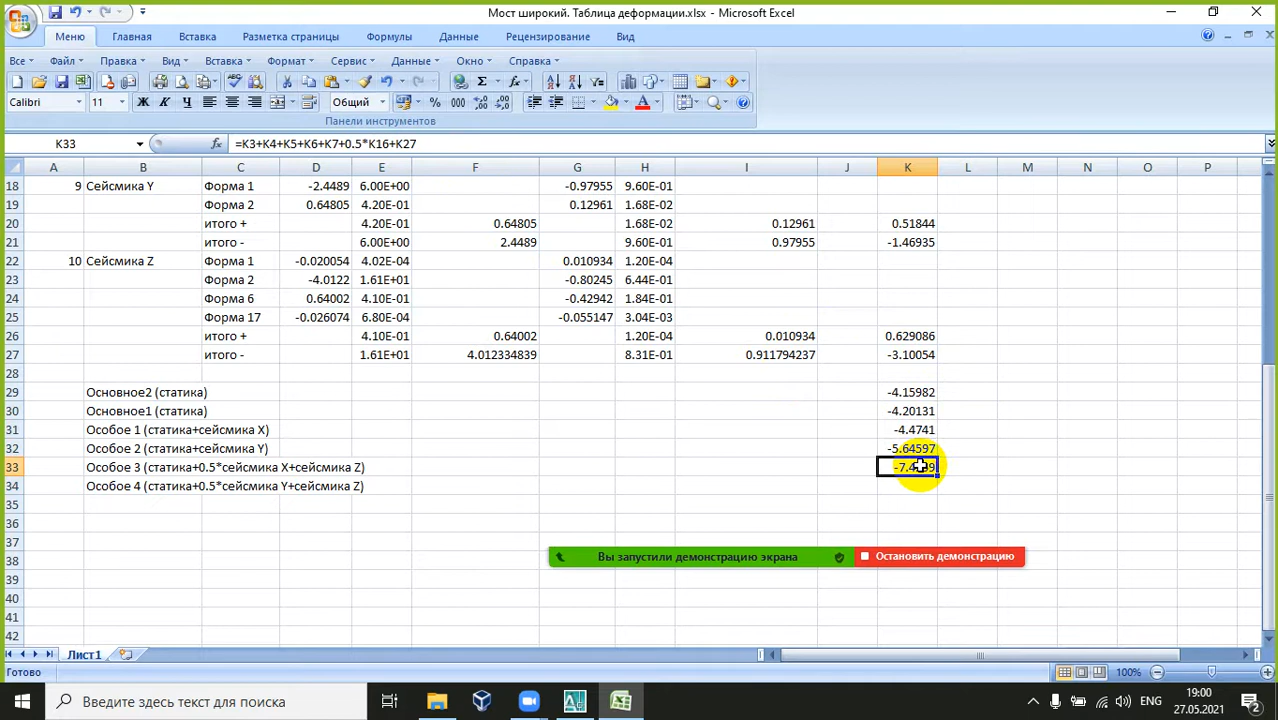 Мост широкий. Таблица деформации.xlsx - Microsoft Excel
Меню Главная Вставка Разметка страницы Формулы Данные Рецензирование Вид
Все Файл Правка Вид Вставка Формат Сервис Данные Окно Справка
Calibri 11 Ж К Ч Общий % 000
Панели инструментов
K33 fx =K3+K4+K5+K6+K7+0.5*K16+K27
A B C D E F G H I J K L M N O P
18 9 Сейсмика Y Форма 1 -2.4489 6.00E+00 -0.97955 9.60E-01
19 Форма 2 0.64805 4.20E-01 0.12961 1.68E-02
20 итого + 4.20E-01 0.64805 1.68E-02 0.12961 0.51844
21 итого - 6.00E+00 2.4489 9.60E-01 0.97955 -1.46935
22 10 Сейсмика Z Форма 1 -0.020054 4.02E-04 0.010934 1.20E-04
23 Форма 2 -4.0122 1.61E+01 -0.80245 6.44E-01
24 Форма 6 0.64002 4.10E-01 -0.42942 1.84E-01
25 Форма 17 -0.026074 6.80E-04 -0.055147 3.04E-03
26 итого + 4.10E-01 0.64002 1.20E-04 0.010934 0.629086
27 итого - 1.61E+01 4.012334839 8.31E-01 0.911794237 -3.10054
28
29 Основное2 (статика) -4.15982
30 Основное1 (статика) -4.20131
31 Особое 1 (статика+сейсмика X) -4.4741
32 Особое 2 (статика+сейсмика Y) -5.64597
33 Особое 3 (статика+0.5*сейсмика X+сейсмика Z)
34 Особое 4 (статика+0.5*сейсмика Y+сейсмика Z)
35
36
37
38 Вы запустили демонстрацию экрана Остановить демонстрацию
39
40
41
42
Лист1
Готово 100%
Введите здесь текст для поиска ENG 19:00
27.05.2021 2